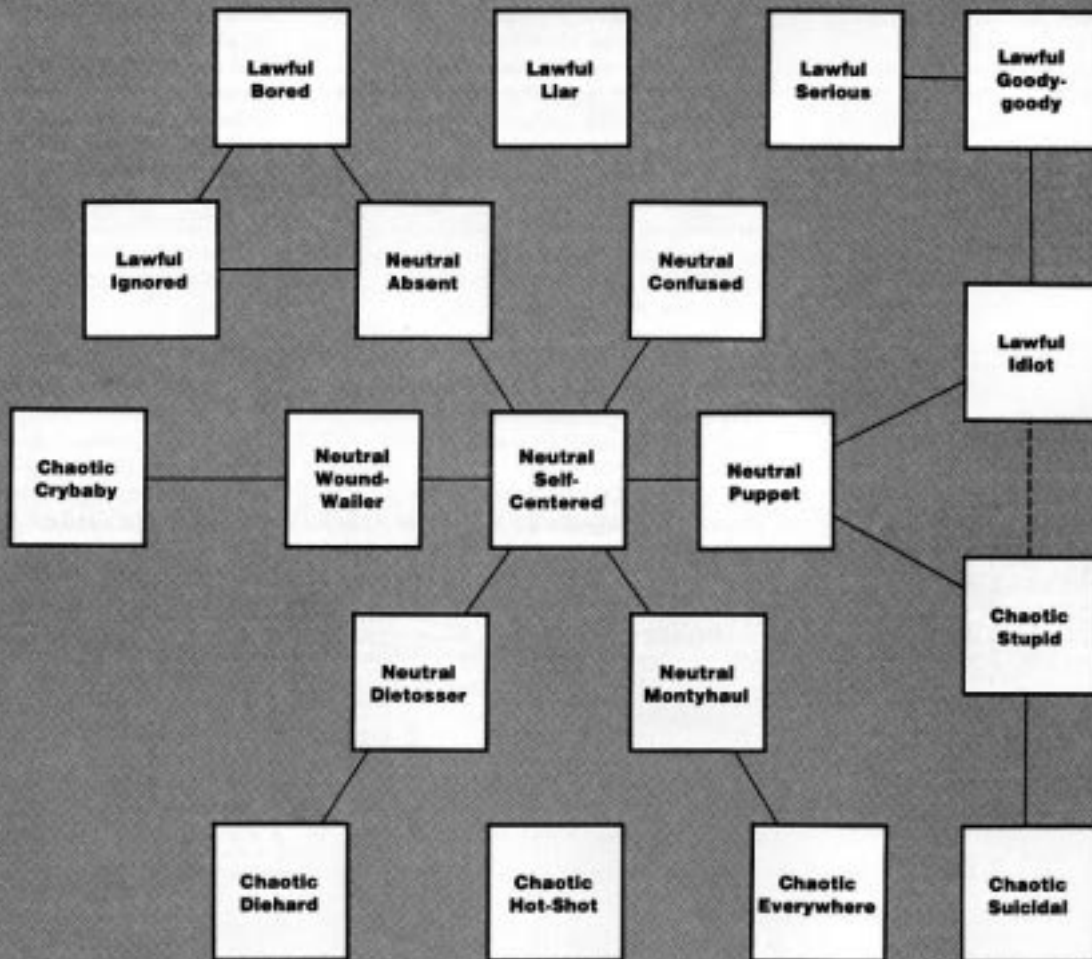 Lawful
Bored
Lawful
Liar
Lawful
Serious
Lawful
Goody-
goody
Lawful
Ignored
Neutral
Absent
Neutral
Confused
Lawful
Idiot
Chaotic
Crybaby
Neutral
Wound-
Wailer
Neutral
Self-
Centered
Neutral
Puppet
Chaotic
Stupid
Neutral
Dietosser
Neutral
Montyhaul
Chaotic
Diehard
Chaotic
Hot-Shot
Chaotic
Everywhere
Chaotic
Suicidal